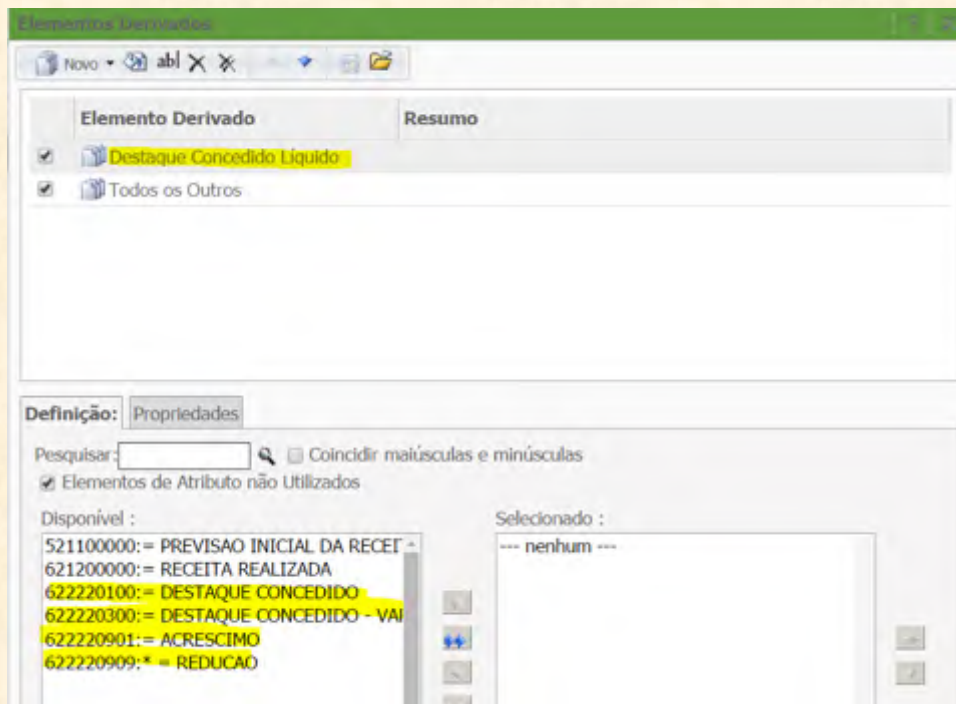 Elementos Derivados
Novo abl
Elemento Derivado Resumo
Destaque Concedido Líquido
Todos os Outros
Definição: Propriedades
Pesquisar: Coincidir maiúsculas e minúsculas
Elementos de Atributo não Utilizados
Disponível : Selecionado :
521100000:= PREVISAO INICIAL DA RECEI --- nenhum ---
621200000:= RECEITA REALIZADA
622220100:= DESTAQUE CONCEDIDO
622220300:= DESTAQUE CONCEDIDO - VAR
622220901:= ACRESCIMO
622220909:* = REDUCAO